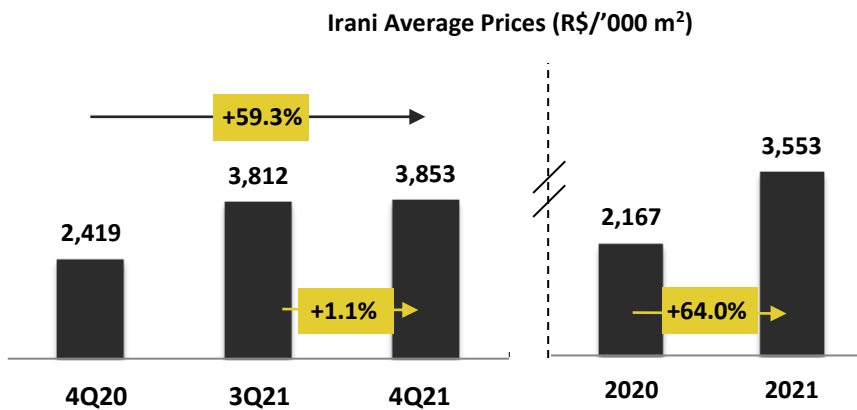 Irani Average Prices (R$/’000 m²)
+59.3%
2,419
3,812
3,853
+1.1%
4Q20
3Q21
4Q21
2,167
3,553
+64.0%
2020
2021